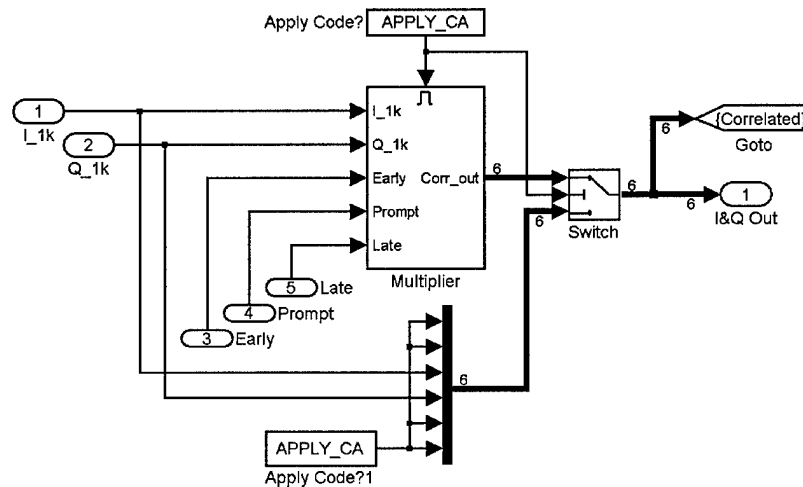 Apply Code? APPLY_CA
1
I_1k
2
Q_1k
I_1k
Q_1k
Early
Prompt
Late
Corr_out
6
Multiplier
6
Switch
6
6
{Correlated}
Goto
6
1
I&Q Out
5 Late
4 Prompt
3 Early
6
APPLY_CA
Apply Code?1